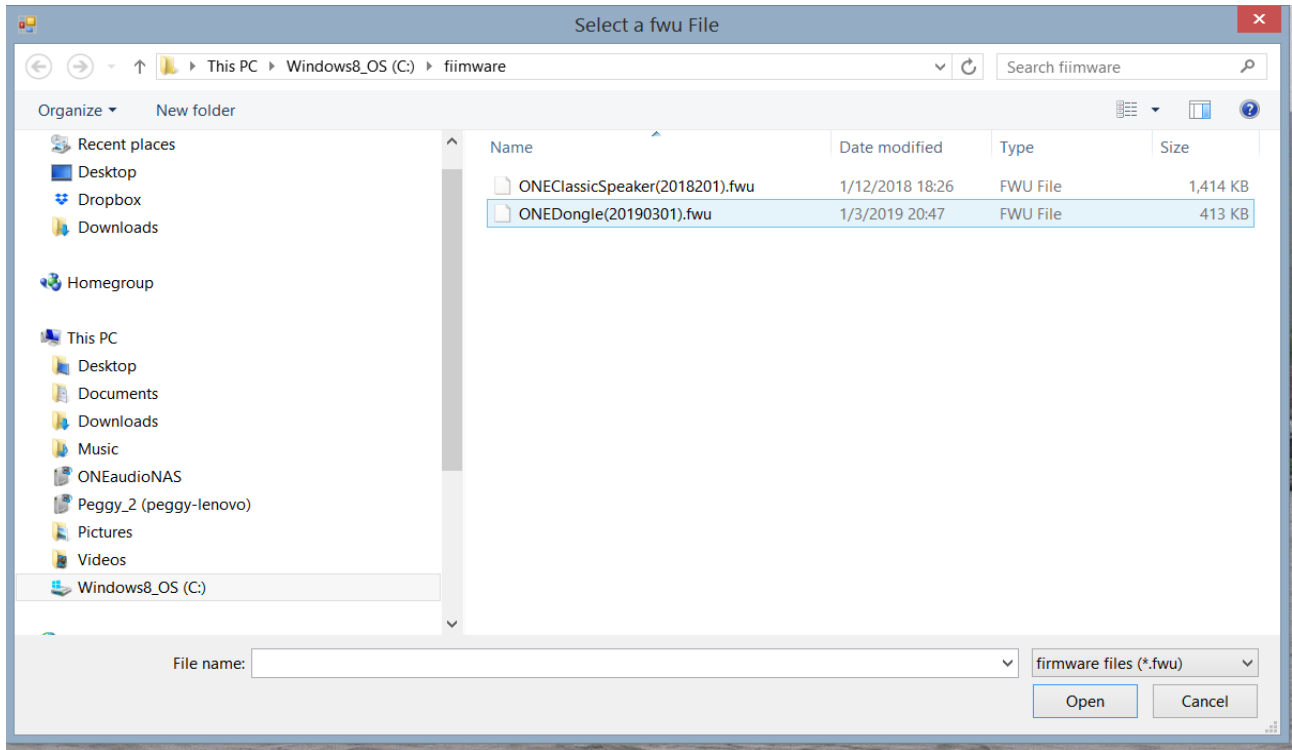 Select a fwu File
This PC Windows8_OS (C:) fiimware
Search fiimware
Organize New folder
Recent places
Desktop
Dropbox
Downloads
Homegroup
This PC
Desktop
Documents
Downloads
Music
ONEaudioNAS
Peggy_2 (peggy-lenovo)
Pictures
Videos
Windows8_OS (C:)
Name Date modified Type Size
ONEClassicSpeaker(2018201).fwu 1/12/2018 18:26 FWU File 1,414 KB
ONEDongle(20190301).fwu 1/3/2019 20:47 FWU File 413 KB
File name:
firmware files (*.fwu)
Open Cancel